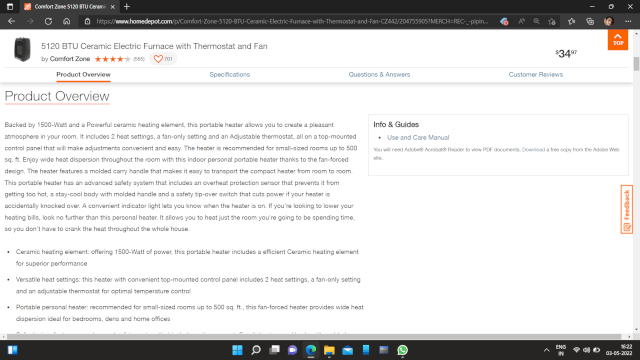 Comfort Zone 5120 BTU Ceramic
https://www.homedepot.com/p/Comfort-Zone-5120-BTU-Ceramic-Electric-Furnace-with-Thermostat-and-Fan-CZ442/204755905?MERCH=REC-_-pipin...
5120 BTU Ceramic Electric Furnace with Thermostat and Fan
by Comfort Zone (565) 701
$34.97
TOP
Product Overview
Specifications
Questions & Answers
Customer Reviews
Product Overview
Backed by 1500-Watt and a Powerful ceramic heating element, this portable heater allows you to create a pleasant
atmosphere in your room. It includes 2 heat settings, a fan-only setting and an Adjustable thermostat, all on a top-mounted
control panel that will make adjustments convenient and easy. The heater is recommended for small-sized rooms up to 500
sq. ft. Enjoy wide heat dispersion throughout the room with this indoor personal portable heater thanks to the fan-forced
design. The heater features a molded carry handle that makes it easy to transport the compact heater from room to room.
This portable heater has an advanced safety system that includes an overheat protection sensor that prevents it from
getting too hot, a stay-cool body with molded handle and a safety tip-over switch that cuts power if your heater is
accidentally knocked over. A convenient indicator light lets you know when the heater is on. If you're looking to lower your
heating bills, look no further than this personal heater. It allows you to heat just the room you're going to be spending time,
so you don't have to crank the heat throughout the whole house.
• Ceramic heating element: offering 1500-Watt of power, this portable heater includes a efficient Ceramic heating element
for superior performance
• Versatile heat settings: this heater with convenient top-mounted control panel includes 2 heat settings, a fan-only setting
and an adjustable thermostat for optimal temperature control
• Portable personal heater: recommended for small-sized rooms up to 500 sq. ft., this fan-forced heater provides wide heat
dispersion ideal for bedrooms, dens and home offices
Info & Guides
• Use and Care Manual
You will need Adobe® Acrobat® Reader to view PDF documents. Download a free copy from the Adobe Web
site.
Feedback
ENG
IN
16:22
03-05-2022